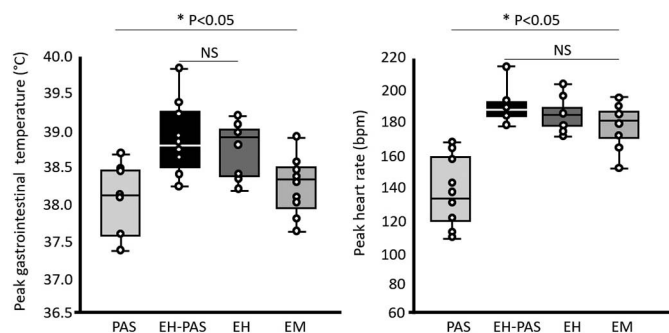 * P<0.05
NS
Peak gastrointestinal temperature (°C)
40.0
39.5
39.0
38.5
38.0
37.5
37.0
36.5
PAS EH-PAS EH EM
* P<0.05
NS
Peak heart rate (bpm)
220
200
180
160
140
120
100
80
60
PAS EH-PAS EH EM